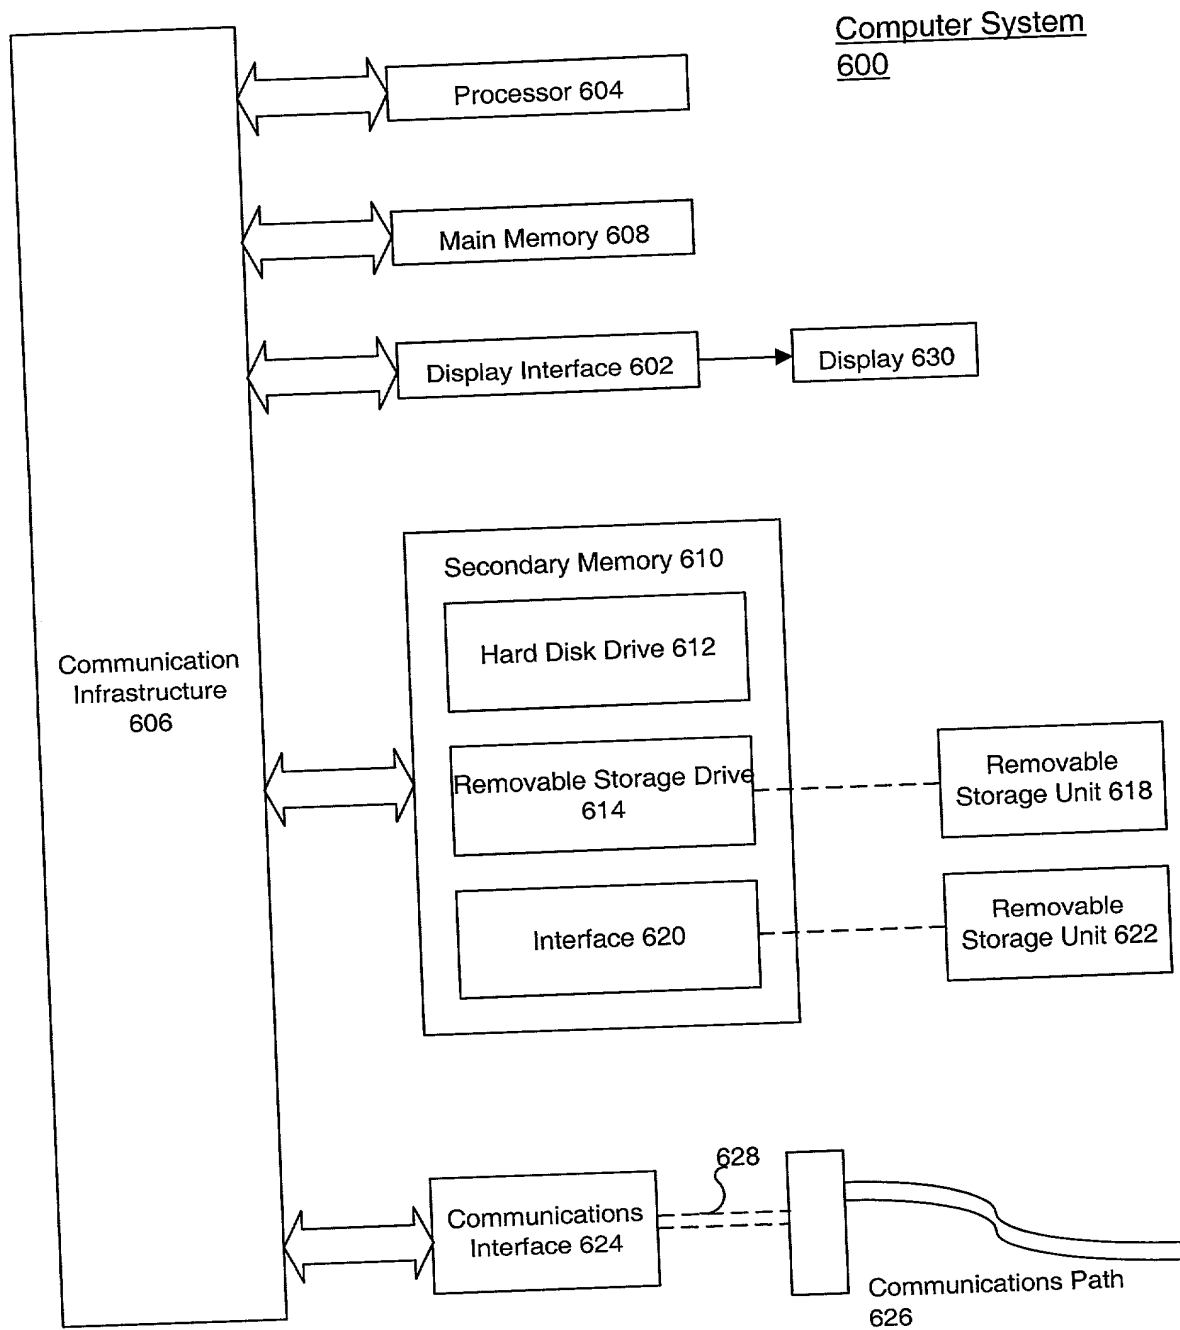 Computer System
600
Processor 604
Main Memory 608
Display Interface 602
Display 630
Secondary Memory 610
Hard Disk Drive 612
Communication
Infrastructure
606
Removable Storage Drive
614
Removable
Storage Unit 618
Interface 620
Removable
Storage Unit 622
628
Communications
Interface 624
Communications Path
626